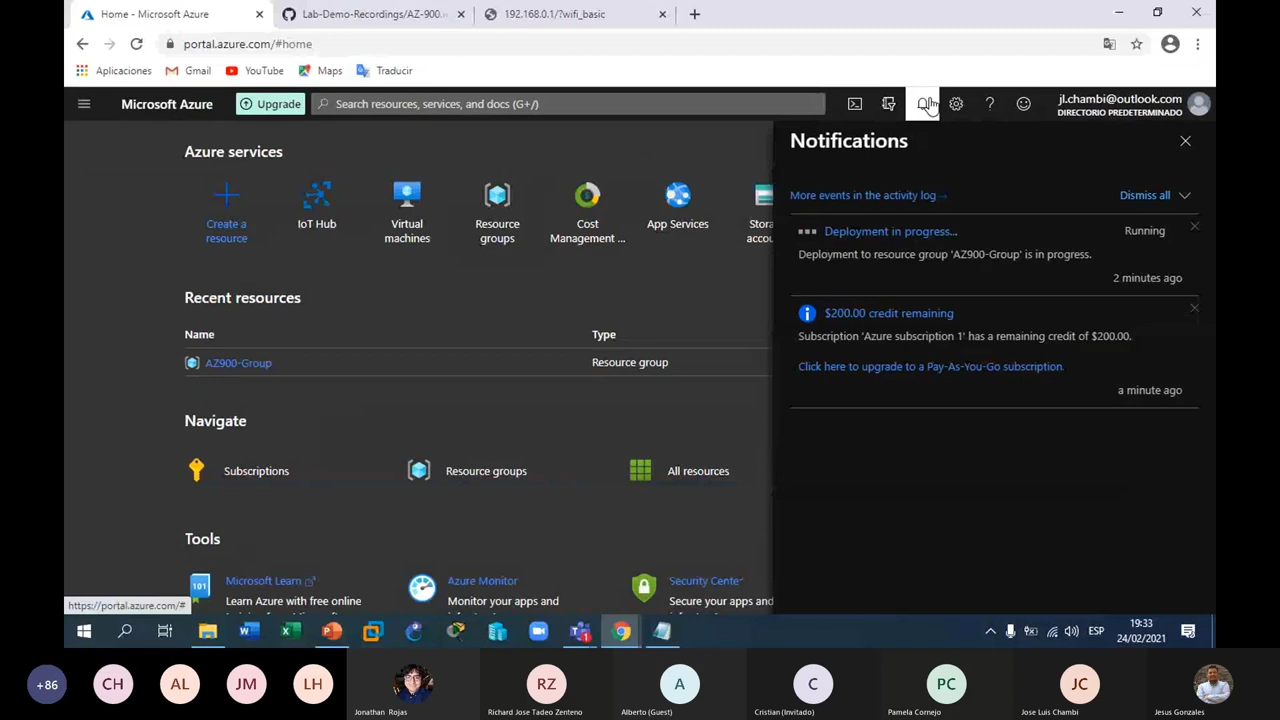 Home - Microsoft Azure
Lab-Demo-Recordings/AZ-900.m
192.168.0.1/?wifi_basic
portal.azure.com/#home
Aplicaciones
Gmail
YouTube
Maps
Traducir
Microsoft Azure
Upgrade
Search resources, services, and docs (G+/)
jl.chambi@outlook.com
DIRECTORIO PREDETERMINADO
Azure services
Create a
resource
IoT Hub
Virtual
machines
Resource
groups
Cost
Management ...
App Services
Stora
accou
Recent resources
Name
Type
AZ900-Group
Resource group
Navigate
Subscriptions
Resource groups
All resources
Tools
101
Microsoft Learn
Learn Azure with free online
Azure Monitor
Monitor your apps and
Security Center
Secure your apps and
Notifications
More events in the activity log→
Dismiss all
Deployment in progress...
Running
Deployment to resource group 'AZ900-Group' is in progress.
2 minutes ago
$200.00 credit remaining
Subscription 'Azure subscription 1' has a remaining credit of $200.00.
Click here to upgrade to a Pay-As-You-Go subscription.
a minute ago
https://portal.azure.com/#
ESP
19:33
24/02/2021
+86
CH
AL
JM
LH
Jonathan Rojas
RZ
Richard Jose Tadeo Zenteno
A
Alberto (Guest)
C
Cristian (Invitado)
PC
Pamela Cornejo
JC
Jose Luis Chambi
Jesus Gonzales